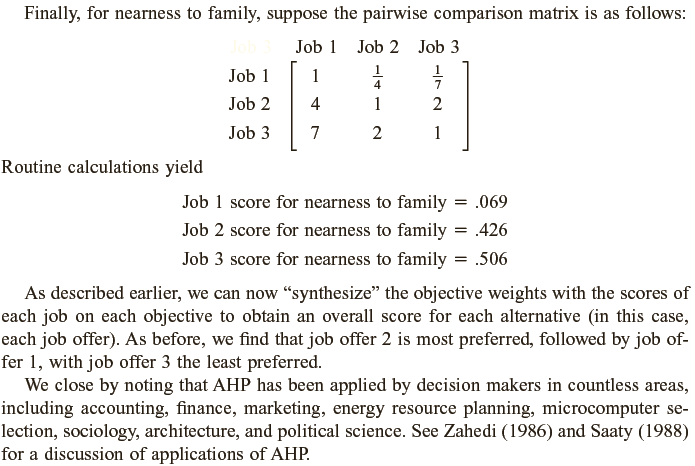 Finally, for nearness to family, suppose the pairwise comparison matrix is as follows:
Job 3 Job 1 Job 2 Job 3
Job 1 1 1/4 1/7
Job 2 4 1 2
Job 3 7 2 1
Routine calculations yield
Job 1 score for nearness to family = .069
Job 2 score for nearness to family = .426
Job 3 score for nearness to family = .506
As described earlier, we can now “synthesize” the objective weights with the scores of
each job on each objective to obtain an overall score for each alternative (in this case,
each job offer). As before, we find that job offer 2 is most preferred, followed by job of-
fer 1, with job offer 3 the least preferred.
We close by noting that AHP has been applied by decision makers in countless areas,
including accounting, finance, marketing, energy resource planning, microcomputer se-
lection, sociology, architecture, and political science. See Zahedi (1986) and Saaty (1988)
for a discussion of applications of AHP.